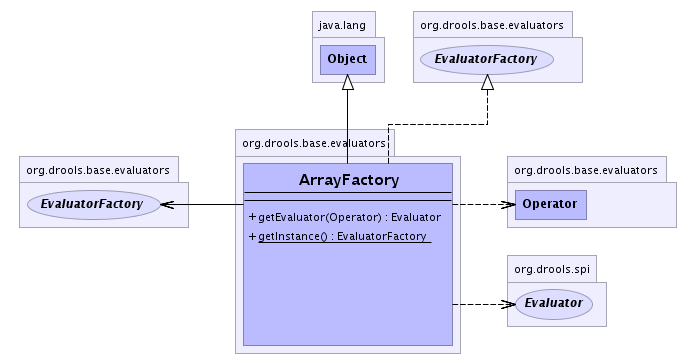 java.lang
Object
org.drools.base.evaluators
EvaluatorFactory
org.drools.base.evaluators
ArrayFactory
+ getEvaluator(Operator) : Evaluator
+ getInstance() : EvaluatorFactory
org.drools.base.evaluators
EvaluatorFactory
org.drools.base.evaluators
Operator
org.drools.spi
Evaluator